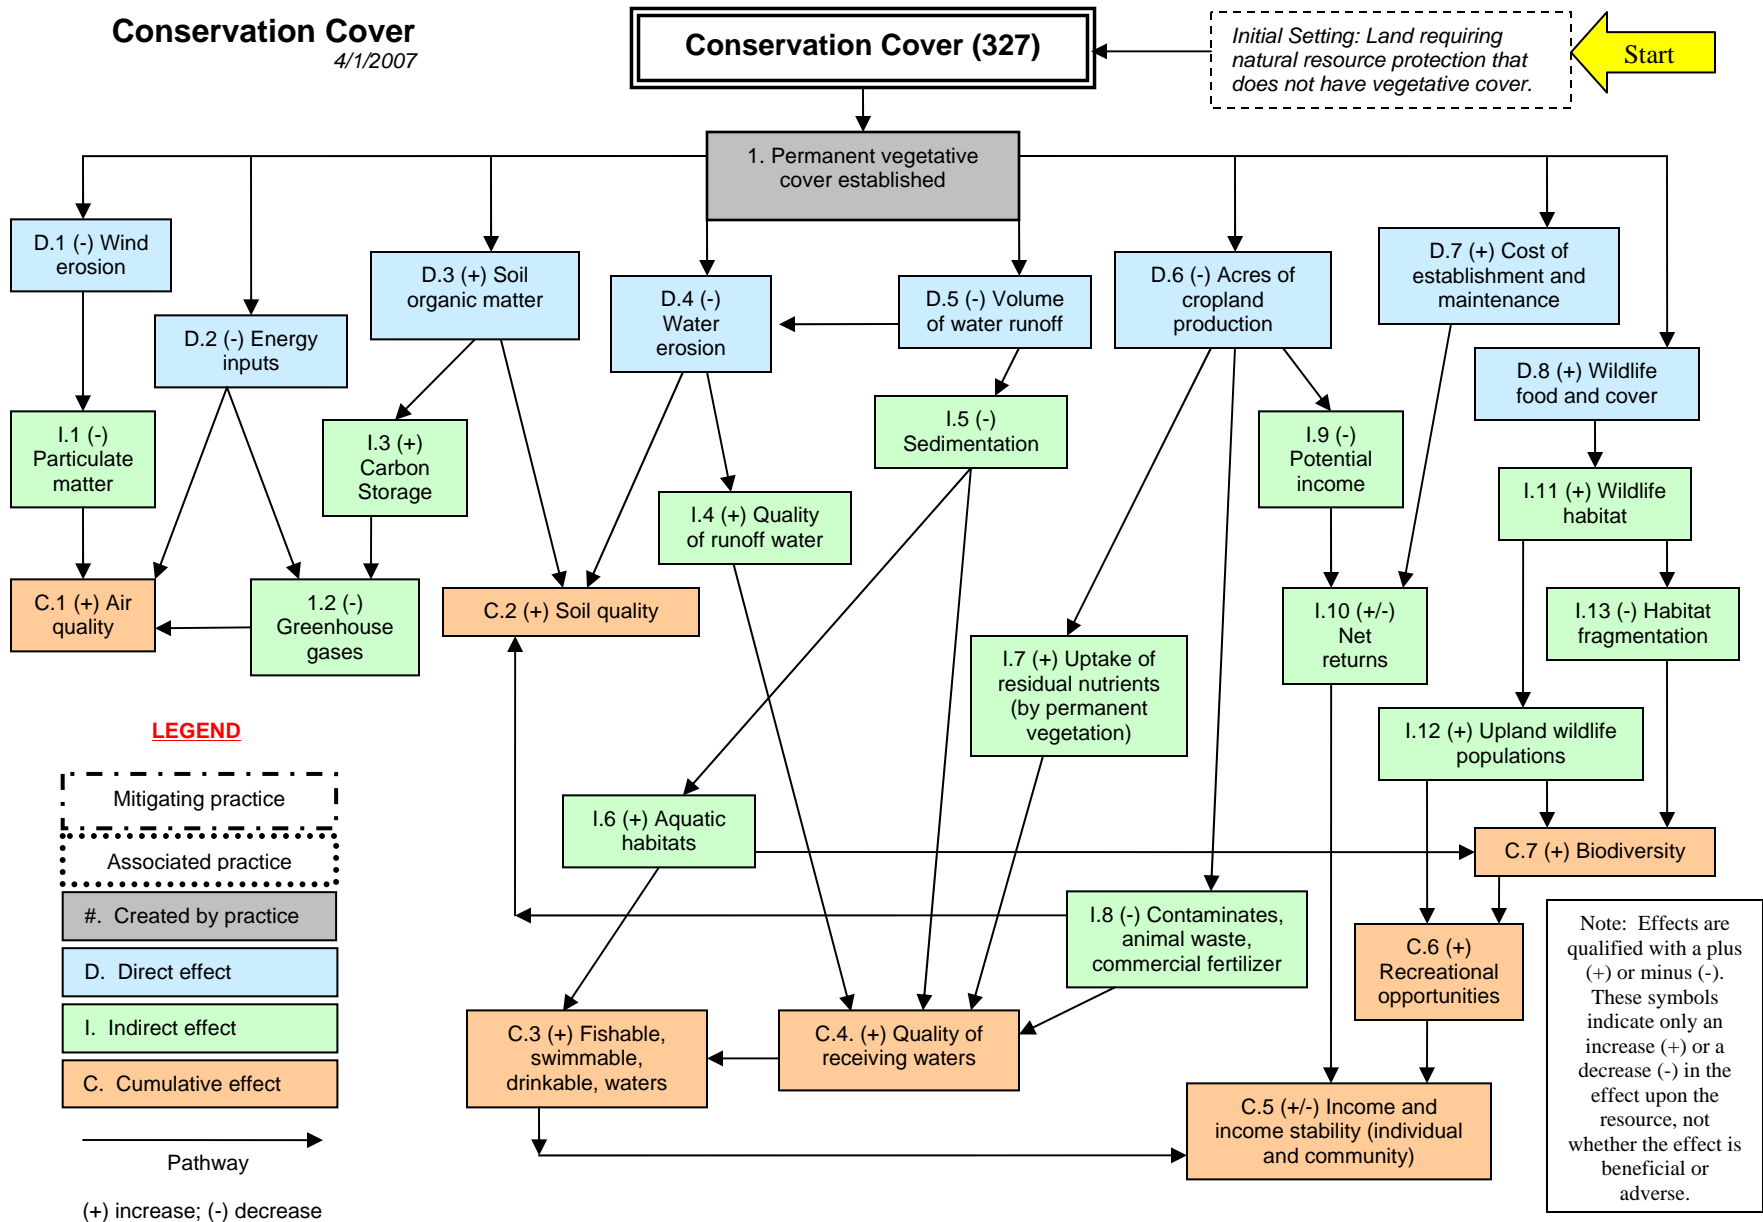 Conservation Cover
4/1/2007
Conservation Cover (327)
Initial Setting: Land requiring
natural resource protection that
does not have vegetative cover.
Start
1. Permanent vegetative
cover established
D.1 (-) Wind
erosion
D.2 (-) Energy
inputs
D.3 (+) Soil
organic matter
D.4 (-)
Water
erosion
D.5 (-) Volume
of water runoff
D.6 (-) Acres of
cropland
production
D.7 (+) Cost of
establishment and
maintenance
D.8 (+) Wildlife
food and cover
I.1 (-)
Particulate
matter
I.3 (+)
Carbon
Storage
I.5 (-)
Sedimentation
I.9 (-)
Potential
income
I.11 (+) Wildlife
habitat
I.4 (+) Quality
of runoff water
C.1 (+) Air
quality
1.2 (-)
Greenhouse
gases
C.2 (+) Soil quality
I.10 (+/-)
Net
returns
I.13 (-) Habitat
fragmentation
I.7 (+) Uptake of
residual nutrients
(by permanent
vegetation)
I.12 (+) Upland wildlife
populations
I.6 (+) Aquatic
habitats
C.7 (+) Biodiversity
I.8 (-) Contaminates,
animal waste,
commercial fertilizer
C.6 (+)
Recreational
opportunities
C.3 (+) Fishable,
swimmable,
drinkable, waters
C.4. (+) Quality of
receiving waters
C.5 (+/-) Income and
income stability (individual
and community)
LEGEND
Mitigating practice
Associated practice
#. Created by practice
D. Direct effect
I. Indirect effect
C. Cumulative effect
Pathway
(+) increase; (-) decrease
Note: Effects are
qualified with a plus
(+) or minus (-).
These symbols
indicate only an
increase (+) or a
decrease (-) in the
effect upon the
resource, not
whether the effect is
beneficial or
adverse.